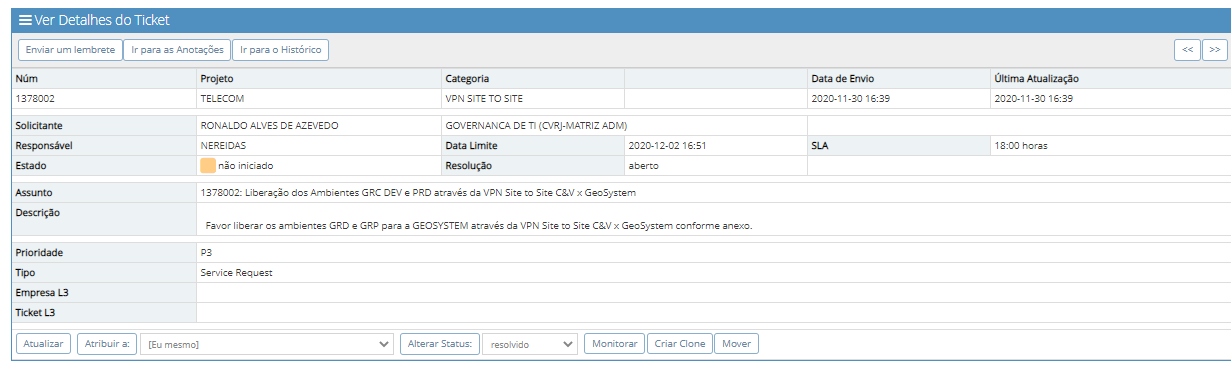 Ver Detalhes do Ticket
Enviar um lembrete Ir para as Anotações Ir para o Histórico << >>
Núm Projeto Categoria Data de Envio Última Atualização
1378002 TELECOM VPN SITE TO SITE 2020-11-30 16:39 2020-11-30 16:39
Solicitante RONALDO ALVES DE AZEVEDO GOVERNANCA DE TI (CVRJ-MATRIZ ADM)
Responsável NEREIDAS Data Limite 2020-12-02 16:51 SLA 18:00 horas
Estado não iniciado Resolução aberto
Assunto 1378002: Liberação dos Ambientes GRC DEV e PRD através da VPN Site to Site C&V x GeoSystem
Descrição
Favor liberar os ambientes GRD e GRP para a GEOSYSTEM através da VPN Site to Site C&V x GeoSystem conforme anexo.
Prioridade P3
Tipo Service Request
Empresa L3
Ticket L3
Atualizar Atribuir a: [Eu mesmo] Alterar Status: resolvido Monitorar Criar Clone Mover